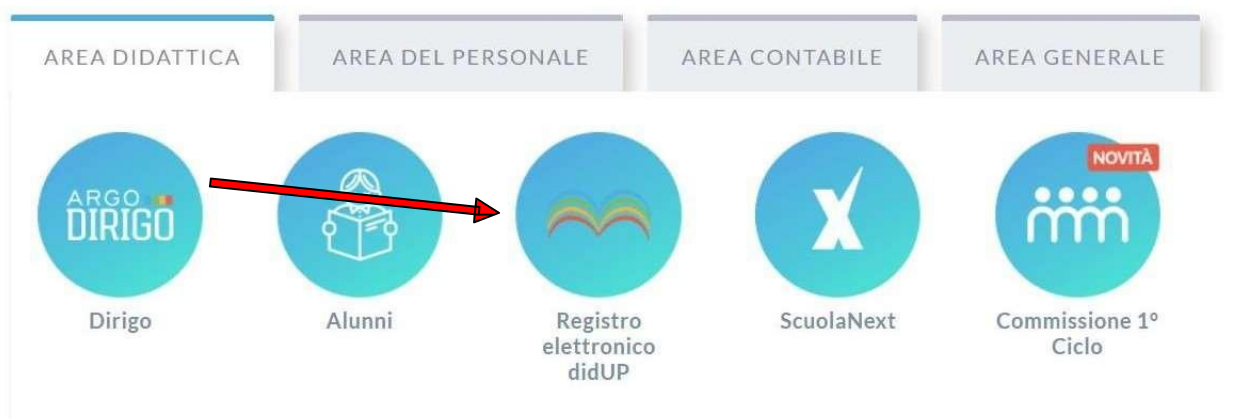 AREA DIDATTICA
AREA DEL PERSONALE
AREA CONTABILE
AREA GENERALE
ARGO
DIRIGO
NOVITÀ
Dirigo
Alunni
Registro
elettronico
didUP
ScuolaNext
Commissione 1°
Ciclo